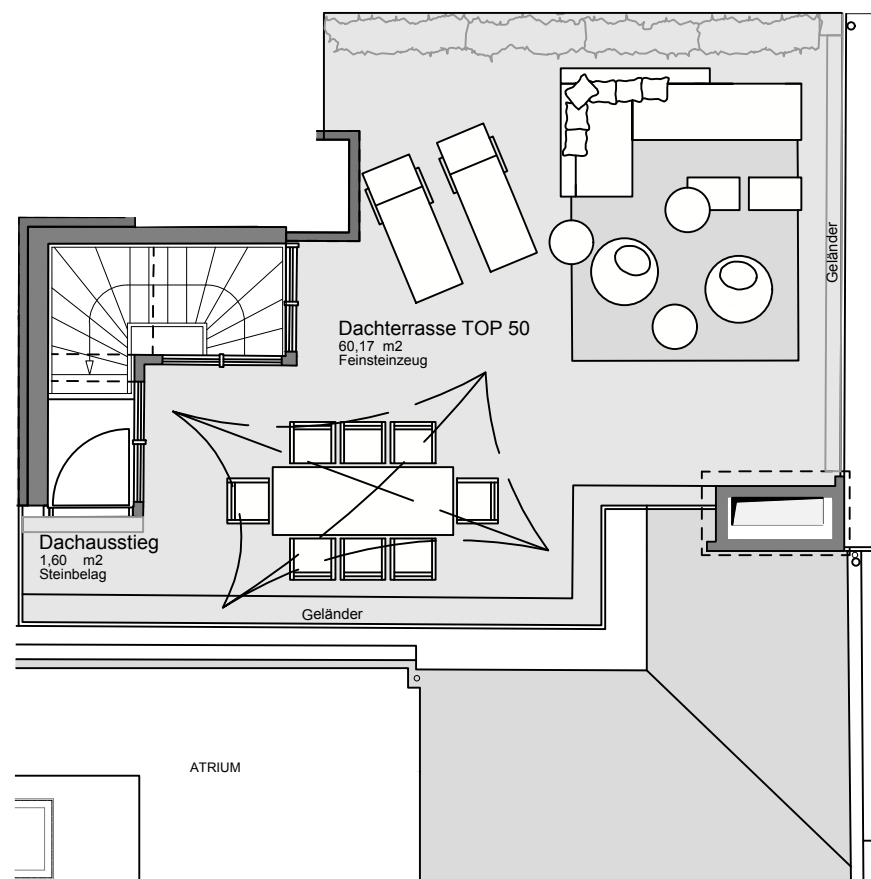 Geländer
Dachterrasse TOP 50
60,17 m2
Feinsteinzeug
Dachausstieg
1,60 m2
Steinbelag
Geländer
ATRIUM